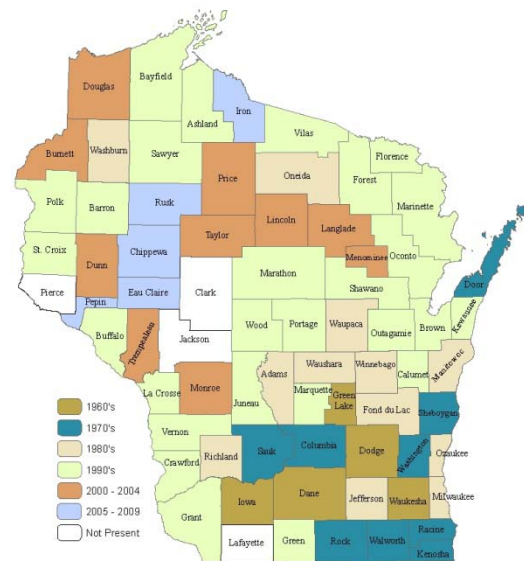 Douglas
Bayfield
Ashland
Iron
Vilas
Burnett
Washburn
Sawyer
Price
Oneida
Forest
Florence
Marinette
Polk
Barron
Rusk
Taylor
Lincoln
Langlade
Menominee
Oconto
Door
St. Croix
Dunn
Chippewa
Clark
Marathon
Shawano
Pierce
Pepin
Eau Claire
Buffalo
Trempealeau
Jackson
Wood
Portage
Waupaca
Outagamie
Brown
Kewaunee
La Crosse
Monroe
Juneau
Adams
Waushara
Winnebago
Calumet
Manitowoc
Marquette
Green
Lake
Fond du Lac
Sheboygan
Vernon
Crawford
Richland
Sauk
Columbia
Dodge
Washington
Ozaukee
Grant
Iowa
Dane
Jefferson
Waukesha
Milwaukee
Lafayette
Green
Rock
Walworth
Racine
Kenosha
1960's
1970's
1980's
1990's
2000 - 2004
2005 - 2009
Not Present